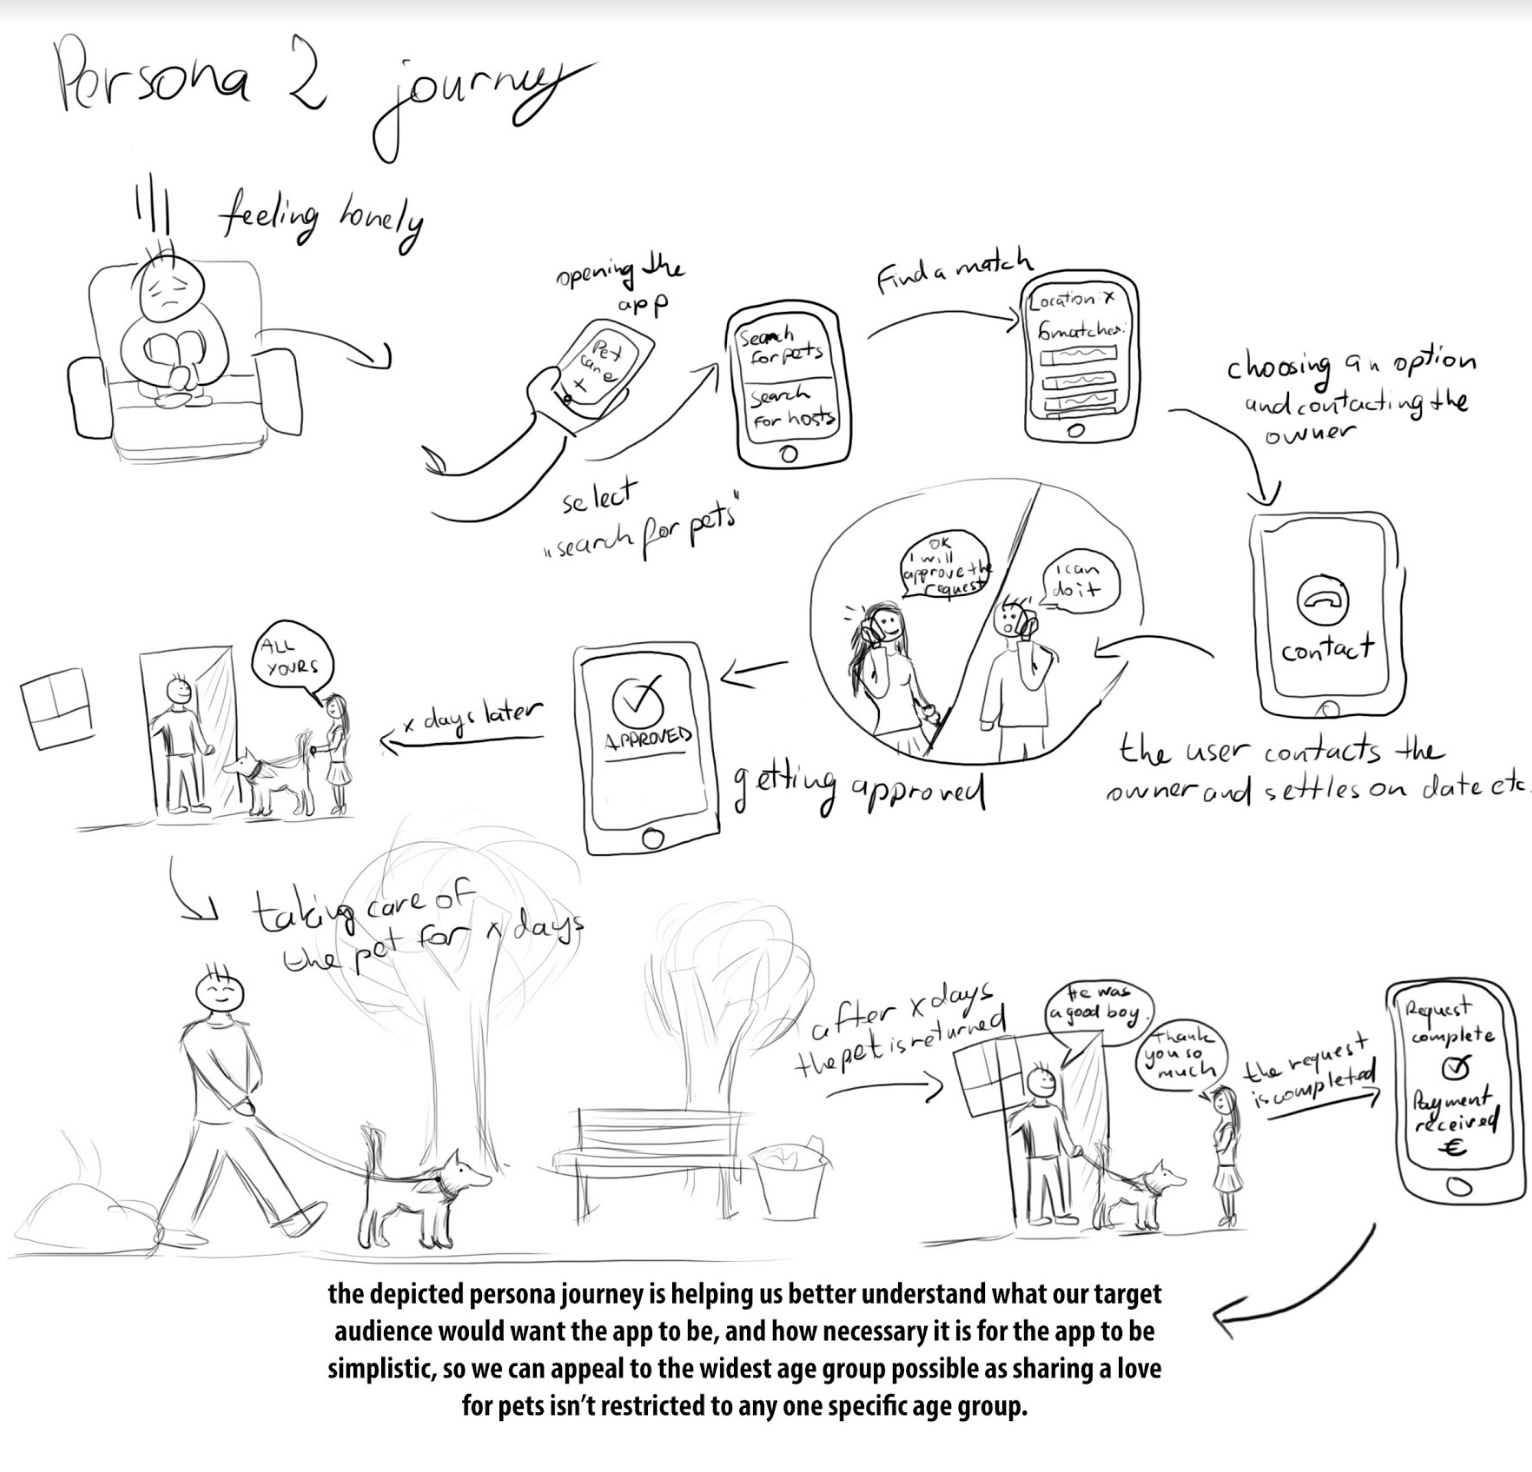 Persona 2 journey
feeling lonely
opening the
app
Pet
care
+
select
"search for pets"
Search
for pets
Search
for hosts
Find a match
Location: x
6 matches:
choosing an option
and contacting the
owner
contact
the user contacts the
owner and settles on date etc.
OK
I will
approve the
request
I can
do it
getting approved
APPROVED
x days later
ALL
YOURS
taking care of
the pet for x days
after x days
the pet is returned
He was
a good boy.
Thank
you so
much
the request
is completed
Request
complete
Payment
received
€
the depicted persona journey is helping us better understand what our target
audience would want the app to be, and how necessary it is for the app to be
simplistic, so we can appeal to the widest age group possible as sharing a love
for pets isn't restricted to any one specific age group.